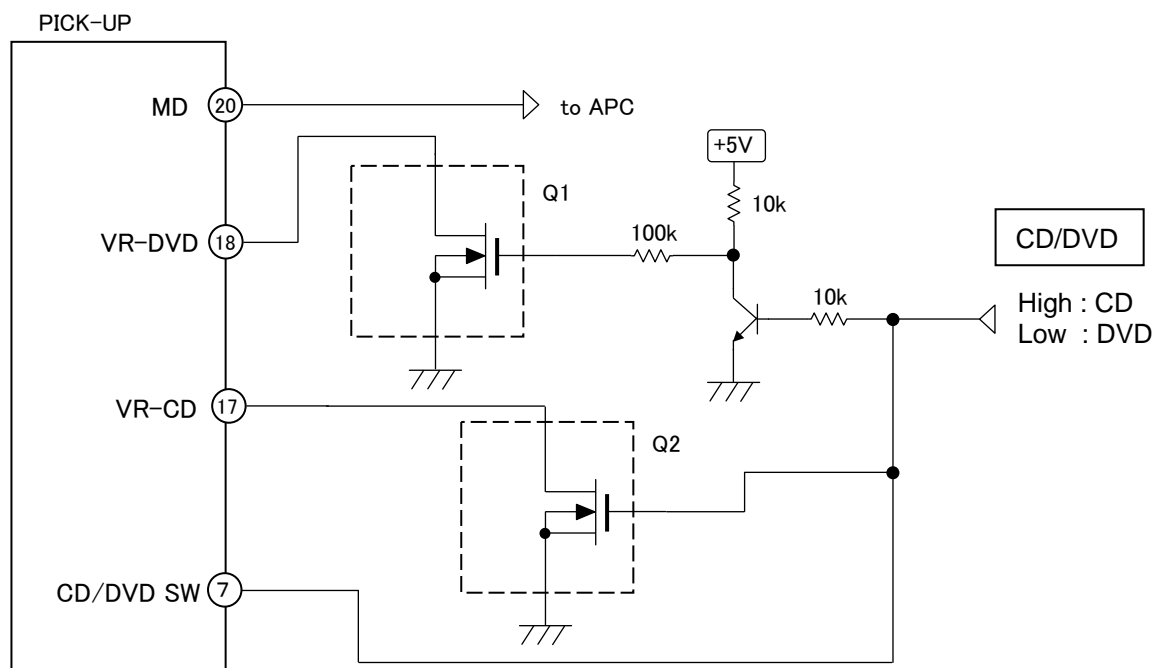 PICK-UP
MD
20
to APC
+5V
Q1
10k
100k
VR-DVD
18
CD/DVD
10k
High : CD
Low : DVD
VR-CD
17
Q2
CD/DVD SW
7